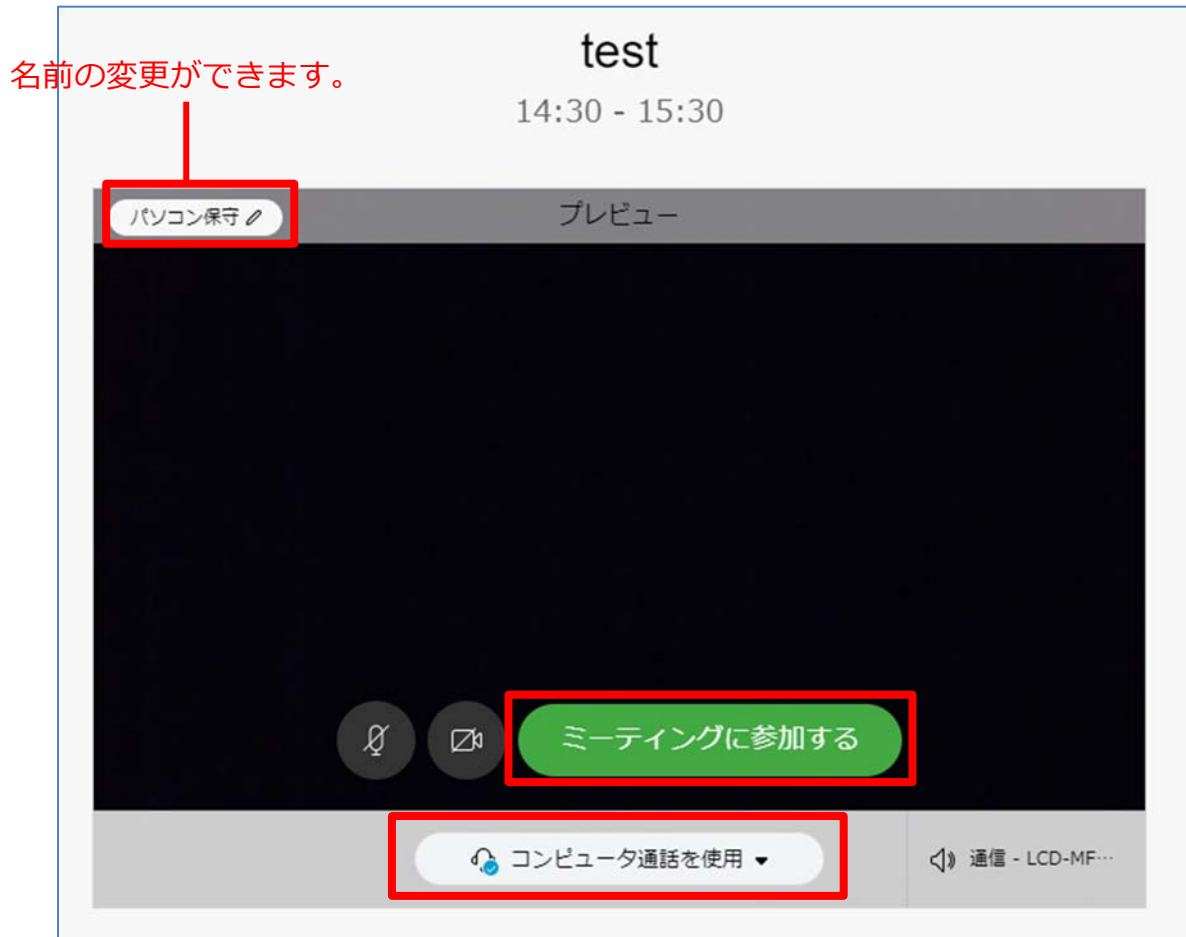 test
名前の変更ができます。
14:30 - 15:30
パソコン保守
プレビュー
ミーティングに参加する
コンピュータ通話を使用
通信 - LCD-MF…